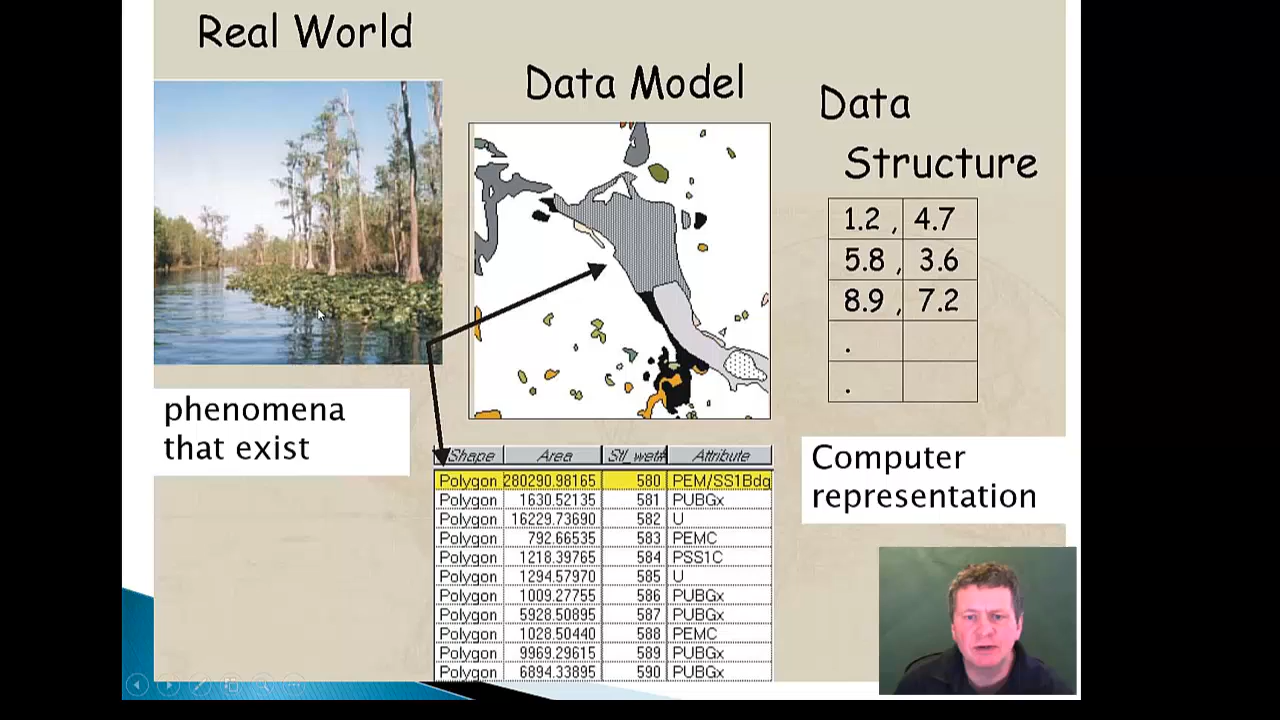 Real World
Data Model
Data
Structure
1.2 , 4.7
5.8 , 3.6
8.9 , 7.2
.
.
phenomena
that exist
Computer
representation
Shape Area Stl_wet# Attribute
Polygon 280290.98165 580 PEM/SS1Bdg
Polygon 1630.52135 581 PUBGx
Polygon 16229.73690 582 U
Polygon 792.66535 583 PEMC
Polygon 1218.39765 584 PSS1C
Polygon 1294.57970 585 U
Polygon 1009.27755 586 PUBGx
Polygon 5928.50895 587 PUBGx
Polygon 1028.50440 588 PEMC
Polygon 9969.29615 589 PUBGx
Polygon 6894.33895 590 PUBGx